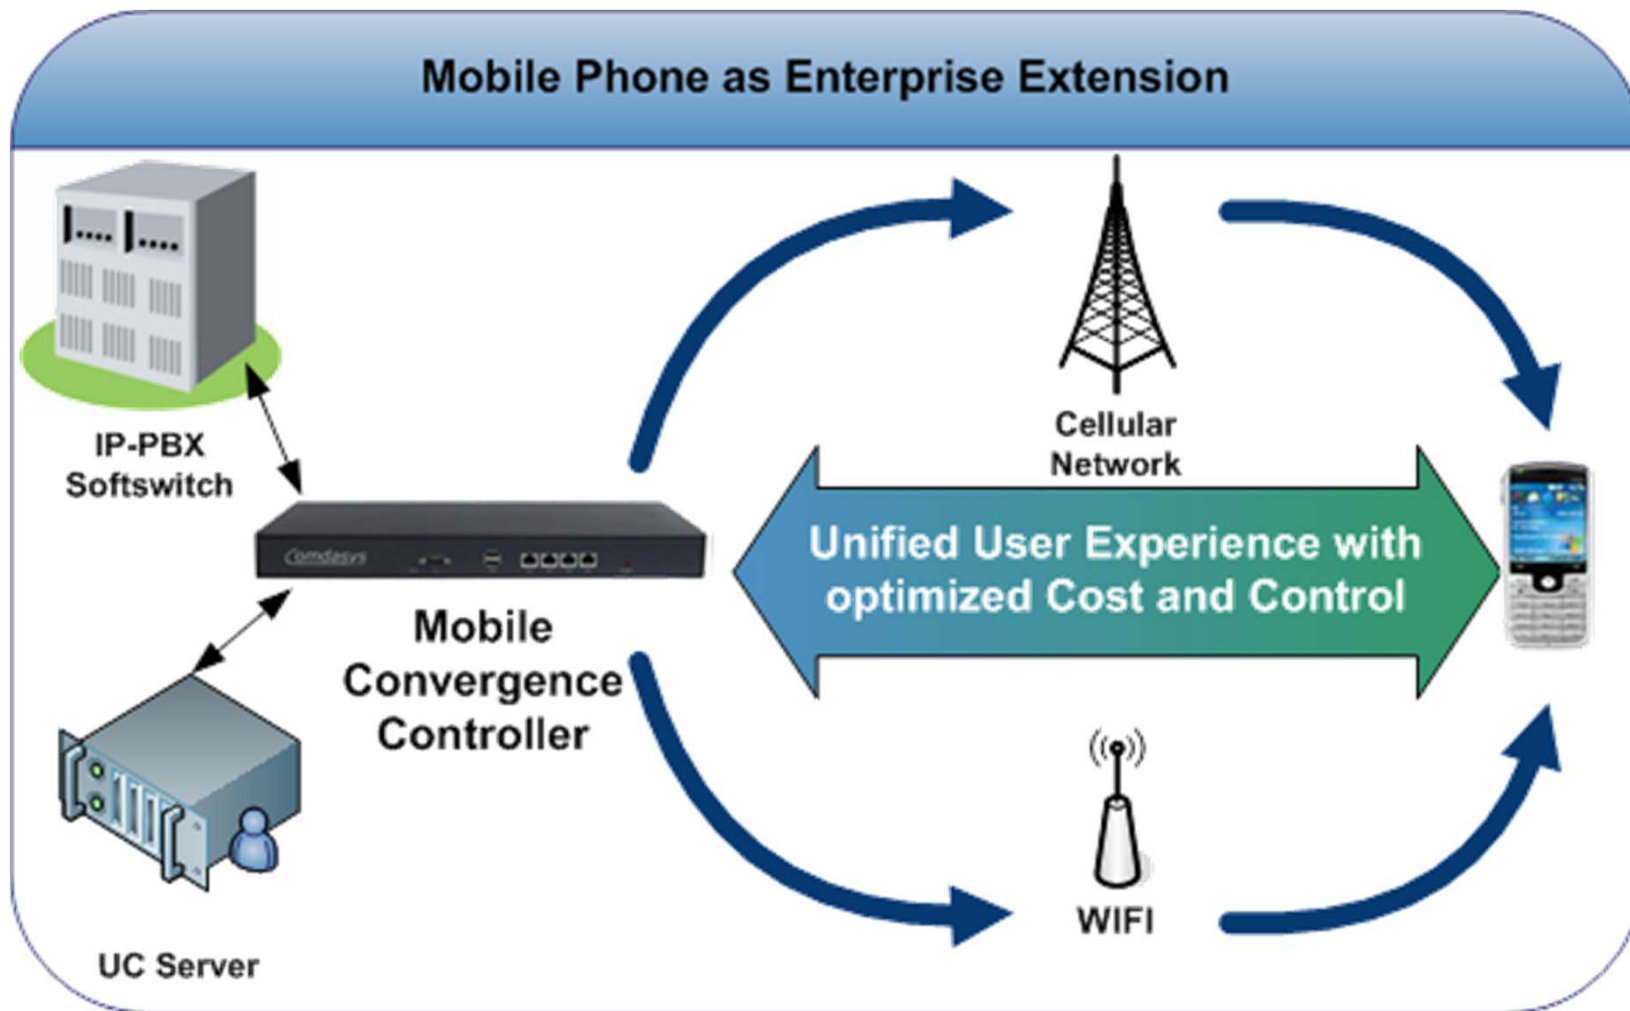 Mobile Phone as Enterprise Extension
IP-PBX
Softswitch
Cellular
Network
Unified User Experience with
optimized Cost and Control
Comdasys
Mobile
Convergence
Controller
WIFI
UC Server